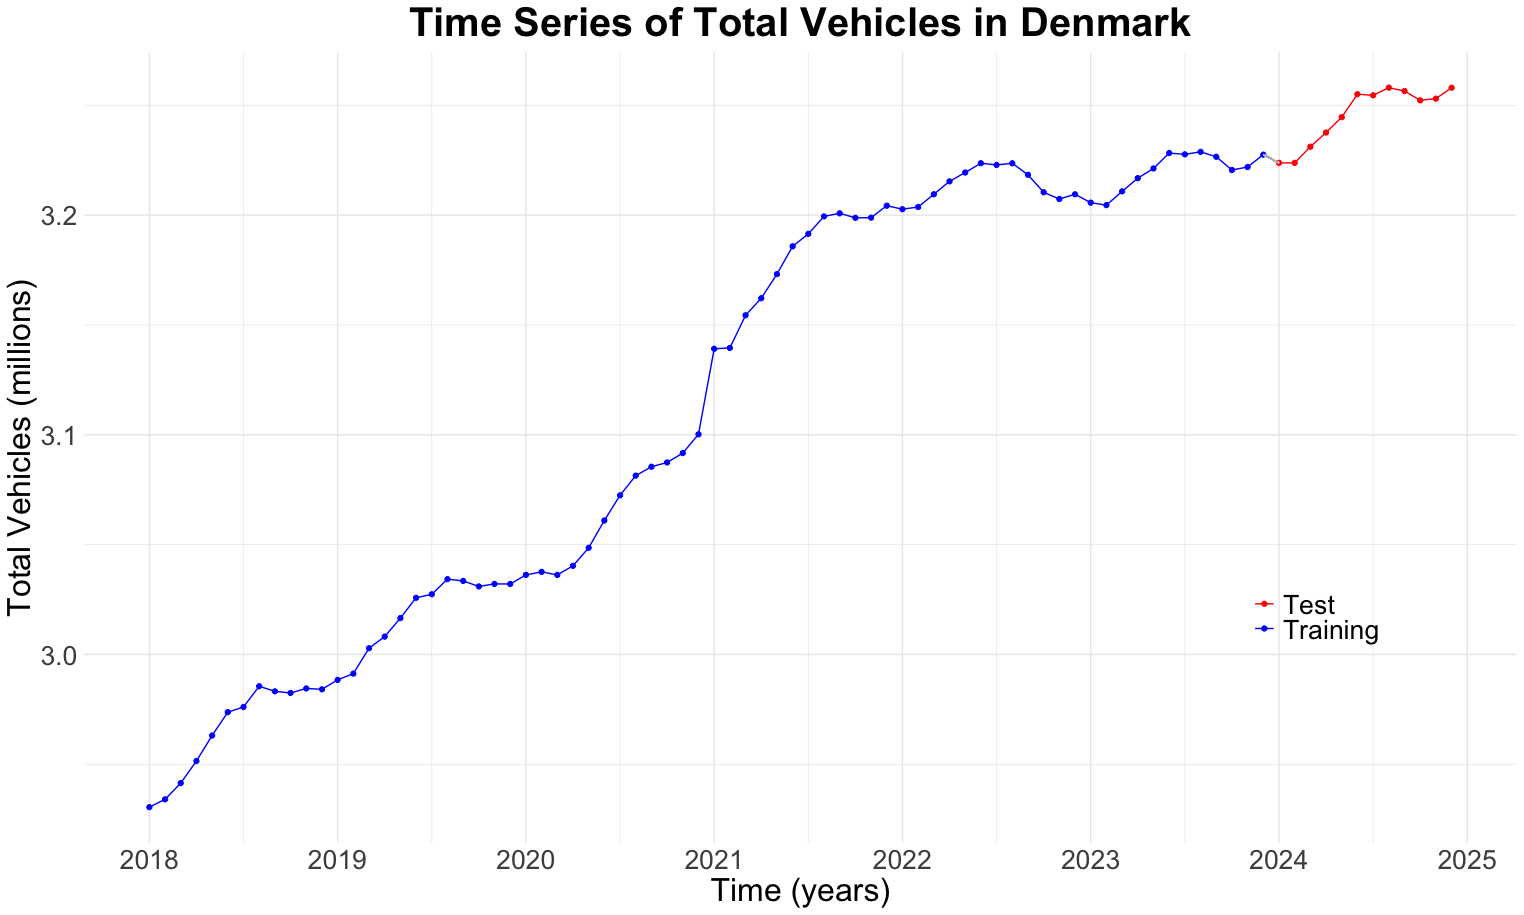 Time Series of Total Vehicles in Denmark
Total Vehicles (millions)
3.2
3.1
3.0
Test
Training
2018 2019 2020 2021 2022 2023 2024 2025
Time (years)